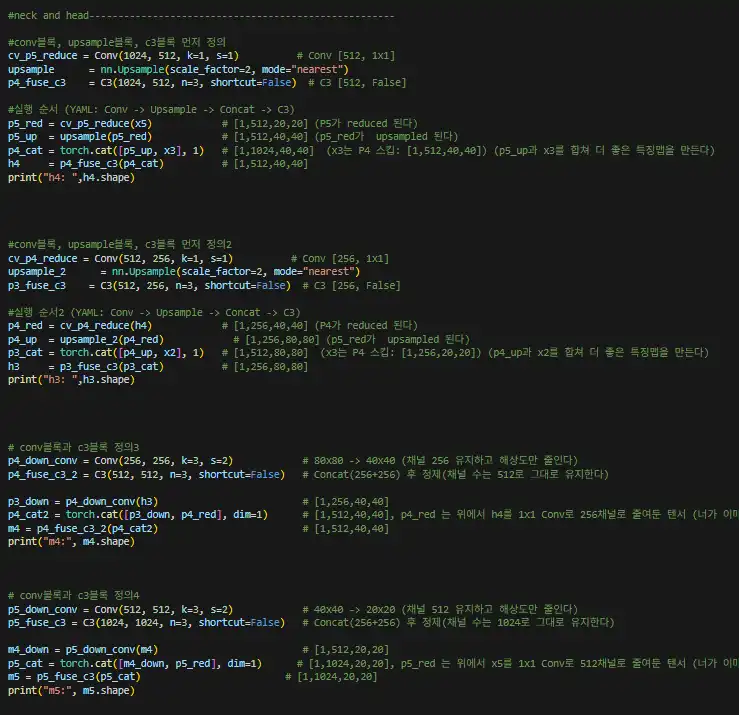 #neck and head-----------------------------------------------------
#conv블록, upsample블록, c3블록 먼저 정의
cv_p5_reduce = Conv(1024, 512, k=1, s=1) # Conv [512, 1x1]
upsample = nn.Upsample(scale_factor=2, mode="nearest")
p4_fuse_c3 = C3(1024, 512, n=3, shortcut=False) # C3 [512, False]
#실행 순서 (YAML: Conv -> Upsample -> Concat -> C3)
p5_red = cv_p5_reduce(x5) # [1,512,20,20] (P5가 reduced 된다)
p5_up = upsample(p5_red) # [1,512,40,40] (p5_red가 upsampled 된다)
p4_cat = torch.cat([p5_up, x3], 1) # [1,1024,40,40] (x3는 P4 스킵: [1,512,40,40]) (p5_up과 x3를 합쳐 더 좋은 특징맵을 만든다)
h4 = p4_fuse_c3(p4_cat) # [1,512,40,40]
print("h4: ",h4.shape)
#conv블록, upsample블록, c3블록 먼저 정의2
cv_p4_reduce = Conv(512, 256, k=1, s=1) # Conv [256, 1x1]
upsample_2 = nn.Upsample(scale_factor=2, mode="nearest")
p3_fuse_c3 = C3(512, 256, n=3, shortcut=False) # C3 [256, False]
#실행 순서2 (YAML: Conv -> Upsample -> Concat -> C3)
p4_red = cv_p4_reduce(h4) # [1,256,40,40] (P4가 reduced 된다)
p4_up = upsample_2(p4_red) # [1,256,80,80] (p5_red가 upsampled 된다)
p3_cat = torch.cat([p4_up, x2], 1) # [1,512,80,80] (x3는 P4 스킵: [1,256,20,20]) (p4_up과 x2를 합쳐 더 좋은 특징맵을 만든다)
h3 = p3_fuse_c3(p3_cat) # [1,256,80,80]
print("h3: ",h3.shape)
# conv블록과 c3블록 정의3
p4_down_conv = Conv(256, 256, k=3, s=2) # 80x80 -> 40x40 (채널 256 유지하고 해상도만 줄인다)
p4_fuse_c3_2 = C3(512, 512, n=3, shortcut=False) # Concat(256+256) 후 정제(채널 수는 512로 그대로 유지한다)
p3_down = p4_down_conv(h3) # [1,256,40,40]
p4_cat2 = torch.cat([p3_down, p4_red], dim=1) # [1,512,40,40], p4_red 는 위에서 h4를 1x1 Conv로 256채널로 줄여둔 텐서 (너가 이미
m4 = p4_fuse_c3_2(p4_cat2) # [1,512,40,40]
print("m4:", m4.shape)
# conv블록과 c3블록 정의4
p5_down_conv = Conv(512, 512, k=3, s=2) # 40x40 -> 20x20 (채널 512 유지하고 해상도만 줄인다)
p5_fuse_c3 = C3(1024, 1024, n=3, shortcut=False) # Concat(256+256) 후 정제(채널 수는 1024로 그대로 유지한다)
m4_down = p5_down_conv(m4) # [1,512,20,20]
p5_cat = torch.cat([m4_down, p5_red], dim=1) # [1,1024,20,20], p5_red 는 위에서 x5를 1x1 Conv로 512채널로 줄여둔 텐서 (너가 이미
m5 = p5_fuse_c3(p5_cat) # [1,1024,20,20]
print("m5:", m5.shape)